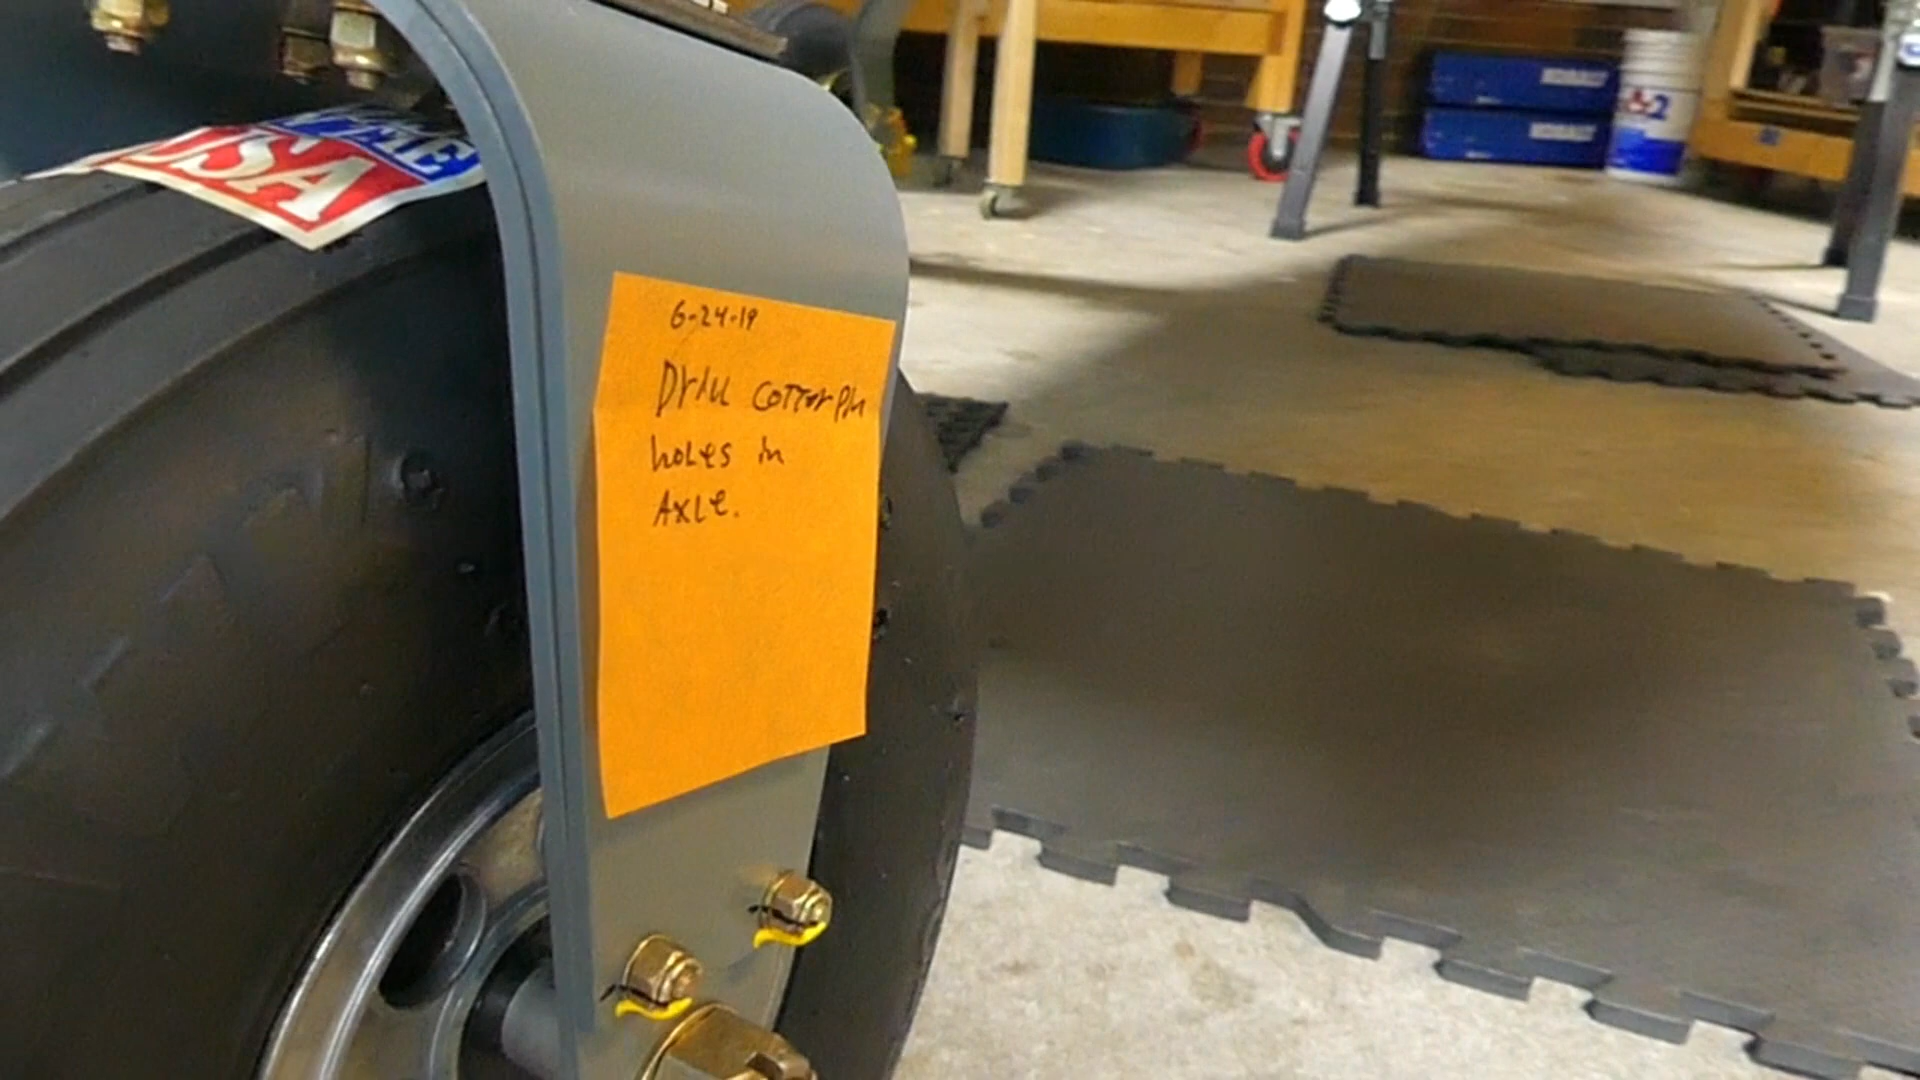 USA
6-24-19
Drill cotter pin
holes in
Axle.